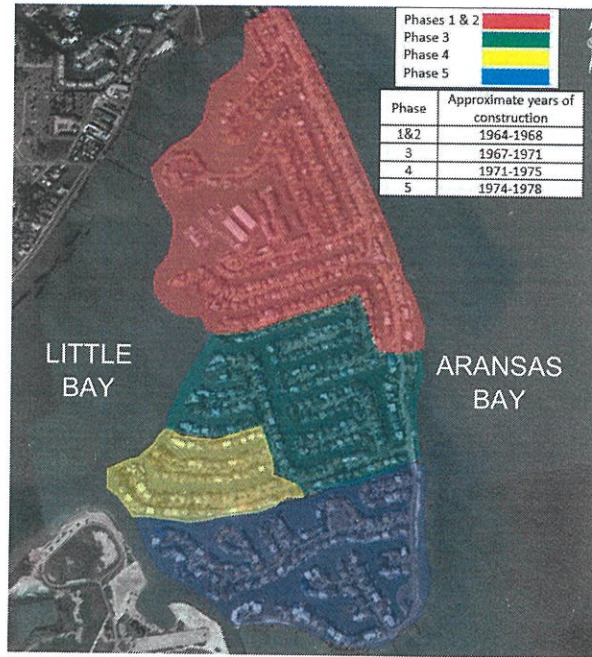 Phases 1 & 2
Phase 3
Phase 4
Phase 5
Phase Approximate years of
construction
1&2 1964-1968
3 1967-1971
4 1971-1975
5 1974-1978
LITTLE
BAY
ARANSAS
BAY